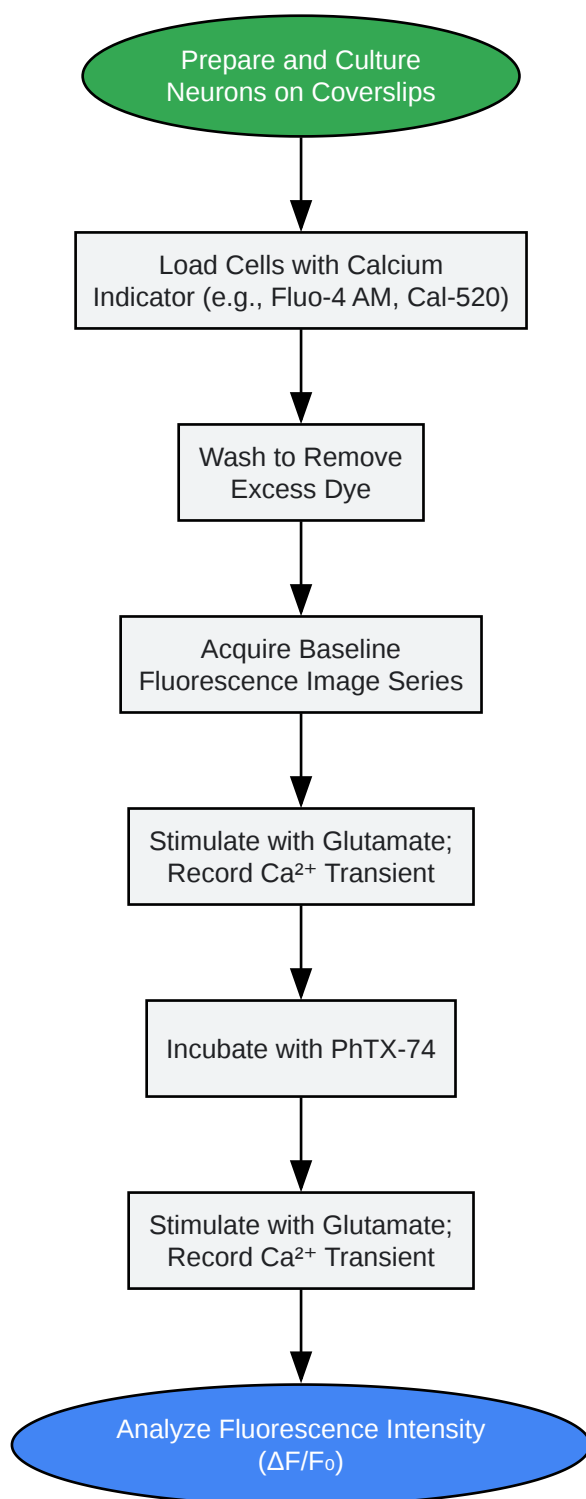 Prepare and Culture
Neurons on Coverslips
Load Cells with Calcium
Indicator (e.g., Fluo-4 AM, Cal-520)
Wash to Remove
Excess Dye
Acquire Baseline
Fluorescence Image Series
Stimulate with Glutamate;
Record Ca²⁺ Transient
Incubate with PhTX-74
Stimulate with Glutamate;
Record Ca²⁺ Transient
Analyze Fluorescence Intensity
(ΔF/F₀)